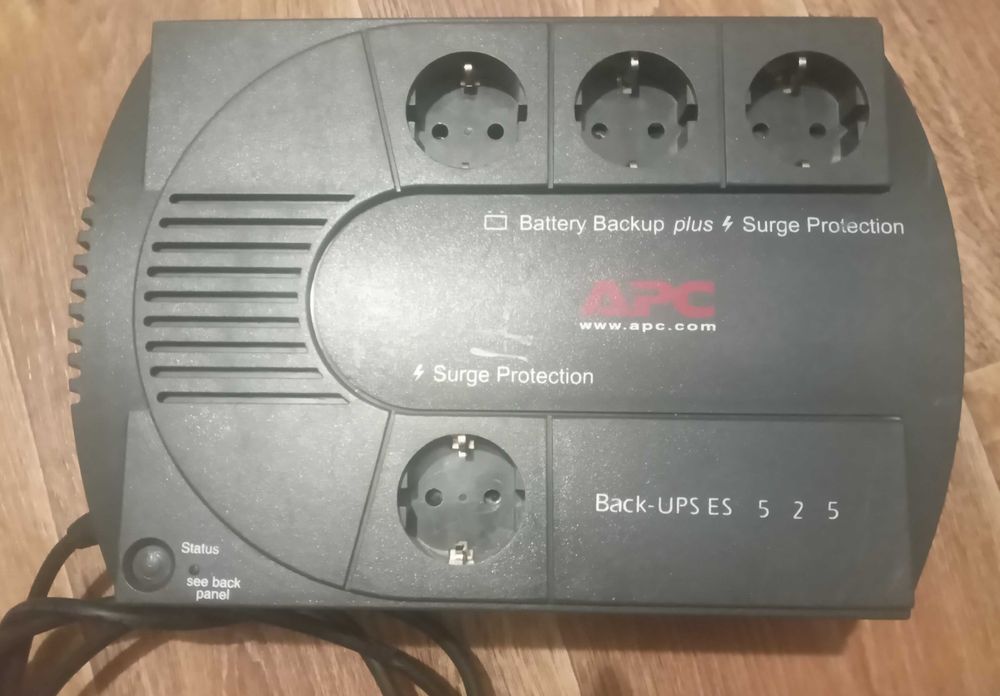 Battery Backup plus Surge Protection
APC
www.apc.com
Surge Protection
Back-UPS ES 5 2 5
Status
see back
panel